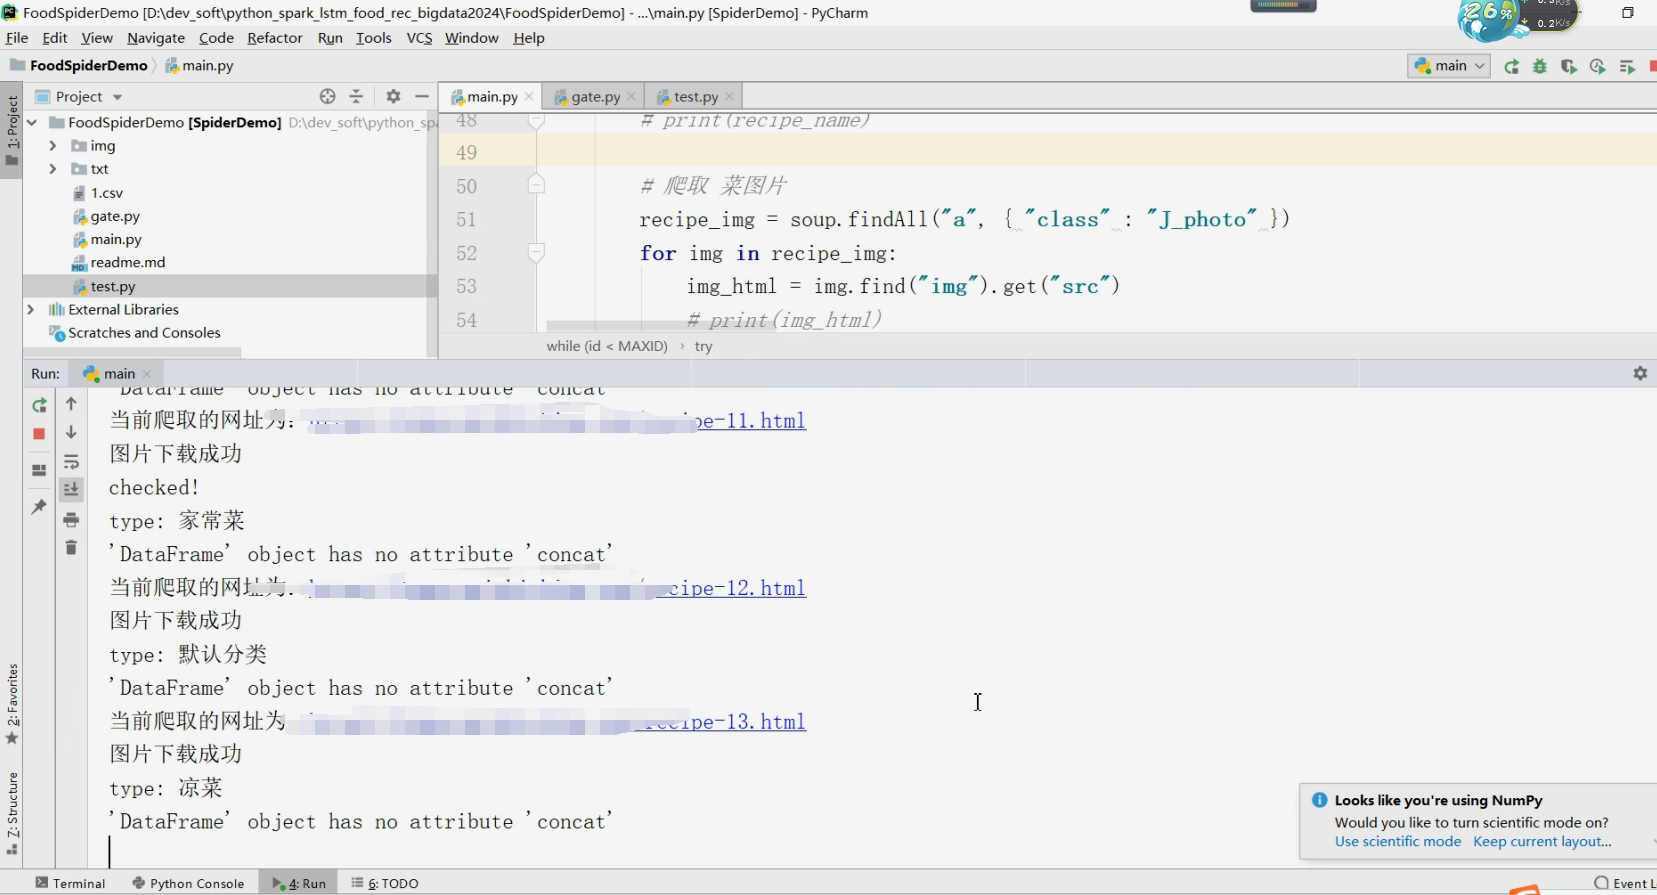 FoodSpiderDemo [D:\dev_soft\python_spark_lstm_food_rec_bigdata2024\FoodSpiderDemo] - ...\main.py [SpiderDemo] - PyCharm
26%
0.2K/s
File Edit View Navigate Code Refactor Run Tools VCS Window Help
FoodSpiderDemo main.py
main
1: Project
Project
main.py gate.py test.py
FoodSpiderDemo [SpiderDemo] D:\dev_soft\python_sp
img
txt
1.csv
gate.py
main.py
readme.md
test.py
External Libraries
Scratches and Consoles
48 # print(recipe_name)
49
50 # 爬取 菜图片
51 recipe_img = soup.findAll("a", { "class" : "J_photo" })
52 for img in recipe_img:
53 img_html = img.find("img").get("src")
54 # print(img_html)
while (id < MAXID) › try
Run: main
'DataFrame' object has no attribute 'concat'
当前爬取的网址为: pe-11.html
图片下载成功
checked!
type: 家常菜
'DataFrame' object has no attribute 'concat'
当前爬取的网址为: cipe-12.html
图片下载成功
type: 默认分类
'DataFrame' object has no attribute 'concat'
当前爬取的网址为 recipe-13.html
图片下载成功
type: 凉菜
'DataFrame' object has no attribute 'concat'
2: Favorites
Z: Structure
Looks like you're using NumPy
Would you like to turn scientific mode on?
Use scientific mode Keep current layout...
Terminal Python Console 4: Run 6: TODO Event L